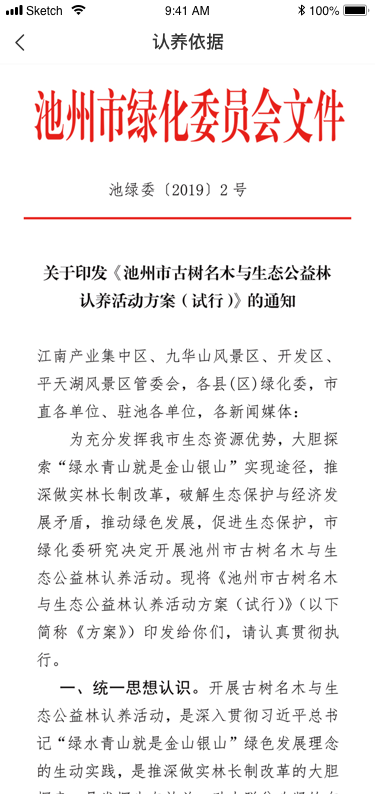 Sketch 9:41 AM 100%
认养依据
池州市绿化委员会文件
池绿委〔2019〕2 号
关于印发《池州市古树名木与生态公益林
认养活动方案（试行）》的通知
江南产业集中区、九华山风景区、开发区、
平天湖风景区管委会，各县(区)绿化委，市
直各单位、驻池各单位，各新闻媒体：
为充分发挥我市生态资源优势，大胆探
索“绿水青山就是金山银山”实现途径，推
深做实林长制改革，破解生态保护与经济发
展矛盾，推动绿色发展，促进生态保护，市
绿化委研究决定开展池州市古树名木与生
态公益林认养活动。现将《池州市古树名木
与生态公益林认养活动方案（试行）》（以下
简称《方案》）印发给你们，请认真贯彻执
行。
一、统一思想认识。开展古树名木与生
态公益林认养活动，是深入贯彻习近平总书
记“绿水青山就是金山银山”绿色发展理念
的生动实践，是推深做实林长制改革的大胆